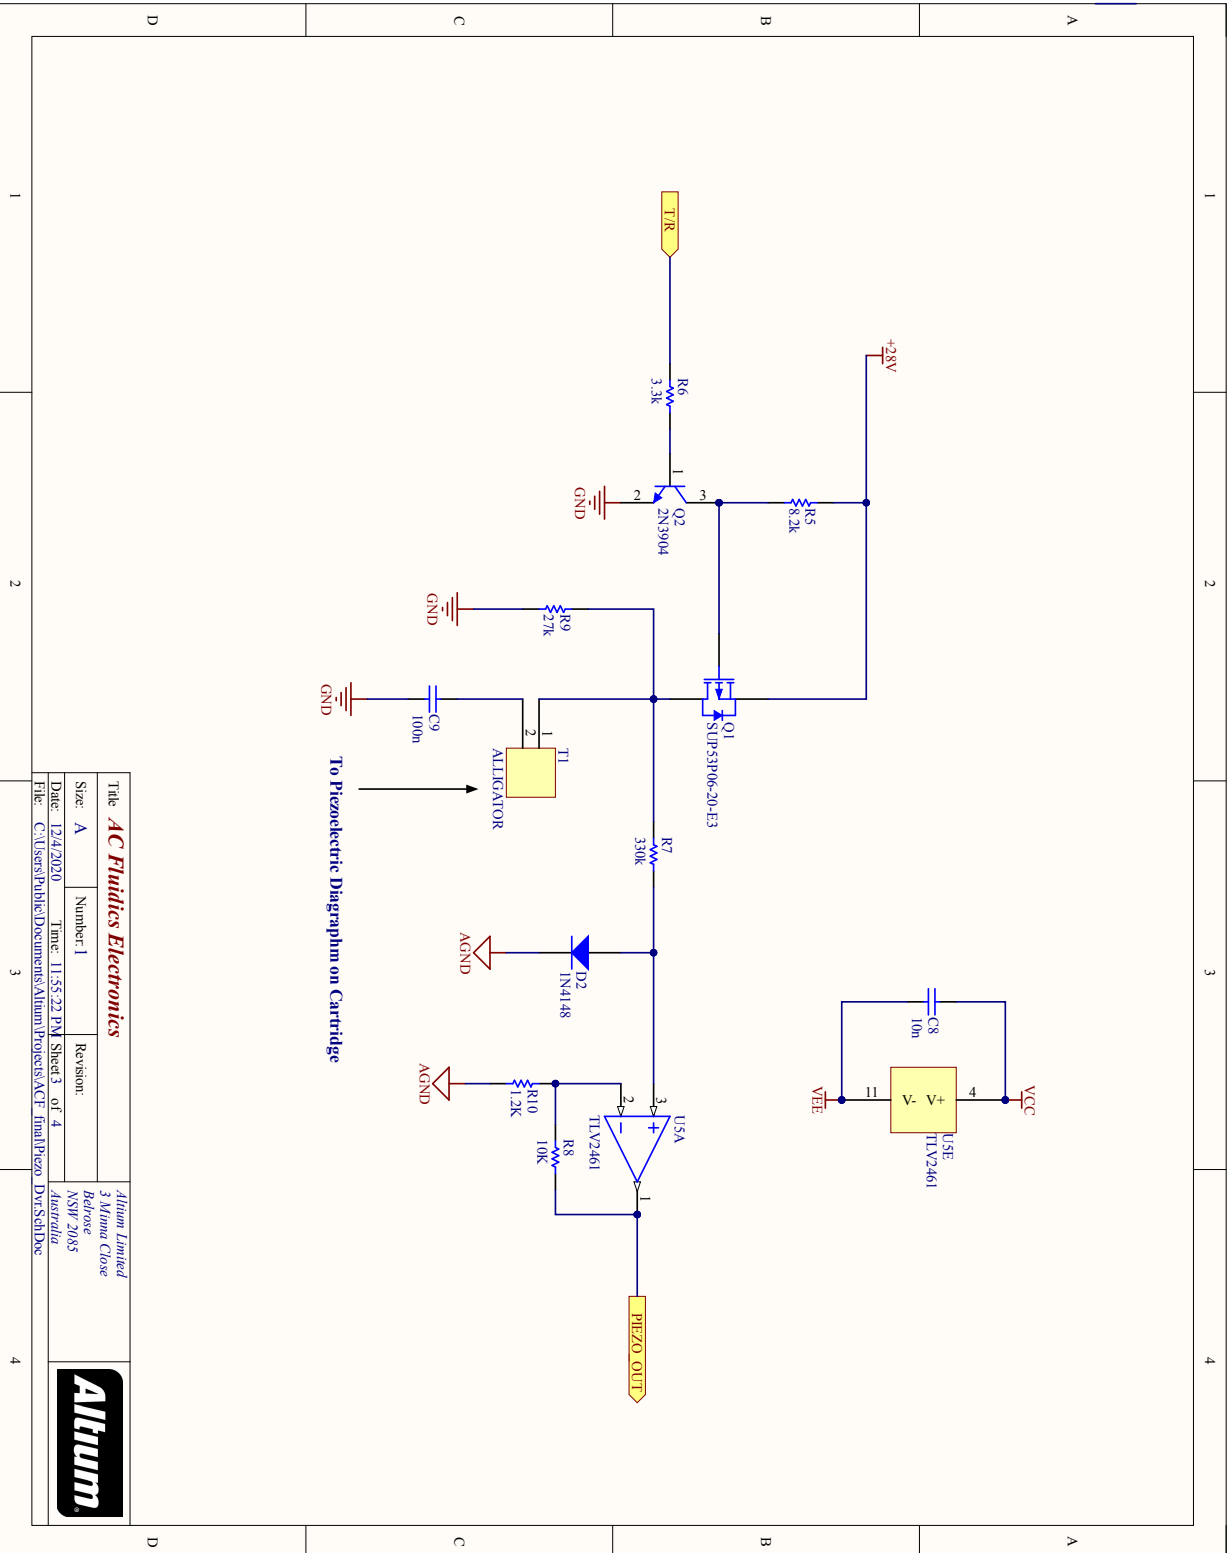 1
2
3
4
A
A
B
B
C
C
D
D
1
2
3
4
+28V
VCC
C8
10n
4
V+
V-
11
U5E
TLV2461
VEE
R5
8.2k
T/R
R6
3.3k
1
3
2
Q2
2N3904
GND
Q1
SUP53P06-20-E3
R9
27k
GND
1
2
T1
ALLIGATOR
C9
100n
GND
R7
330k
D2
1N4148
AGND
3
2
1
U5A
TLV2461
R8
10K
R10
1.2K
AGND
PIEZO_OUT
To Piezoelectric Diagraphm on Cartridge
Title AC Fluidics Electronics
Size: A Number: 1 Revision:
Date: 12/4/2020 Time: 11:55:22 PM Sheet 3 of 4
File: C:\Users\Public\Documents\Altium\Projects\ACF_final\Piezo_Dvr.SchDoc
Altium Limited
3 Minna Close
Belrose
NSW 2085
Australia
Altium